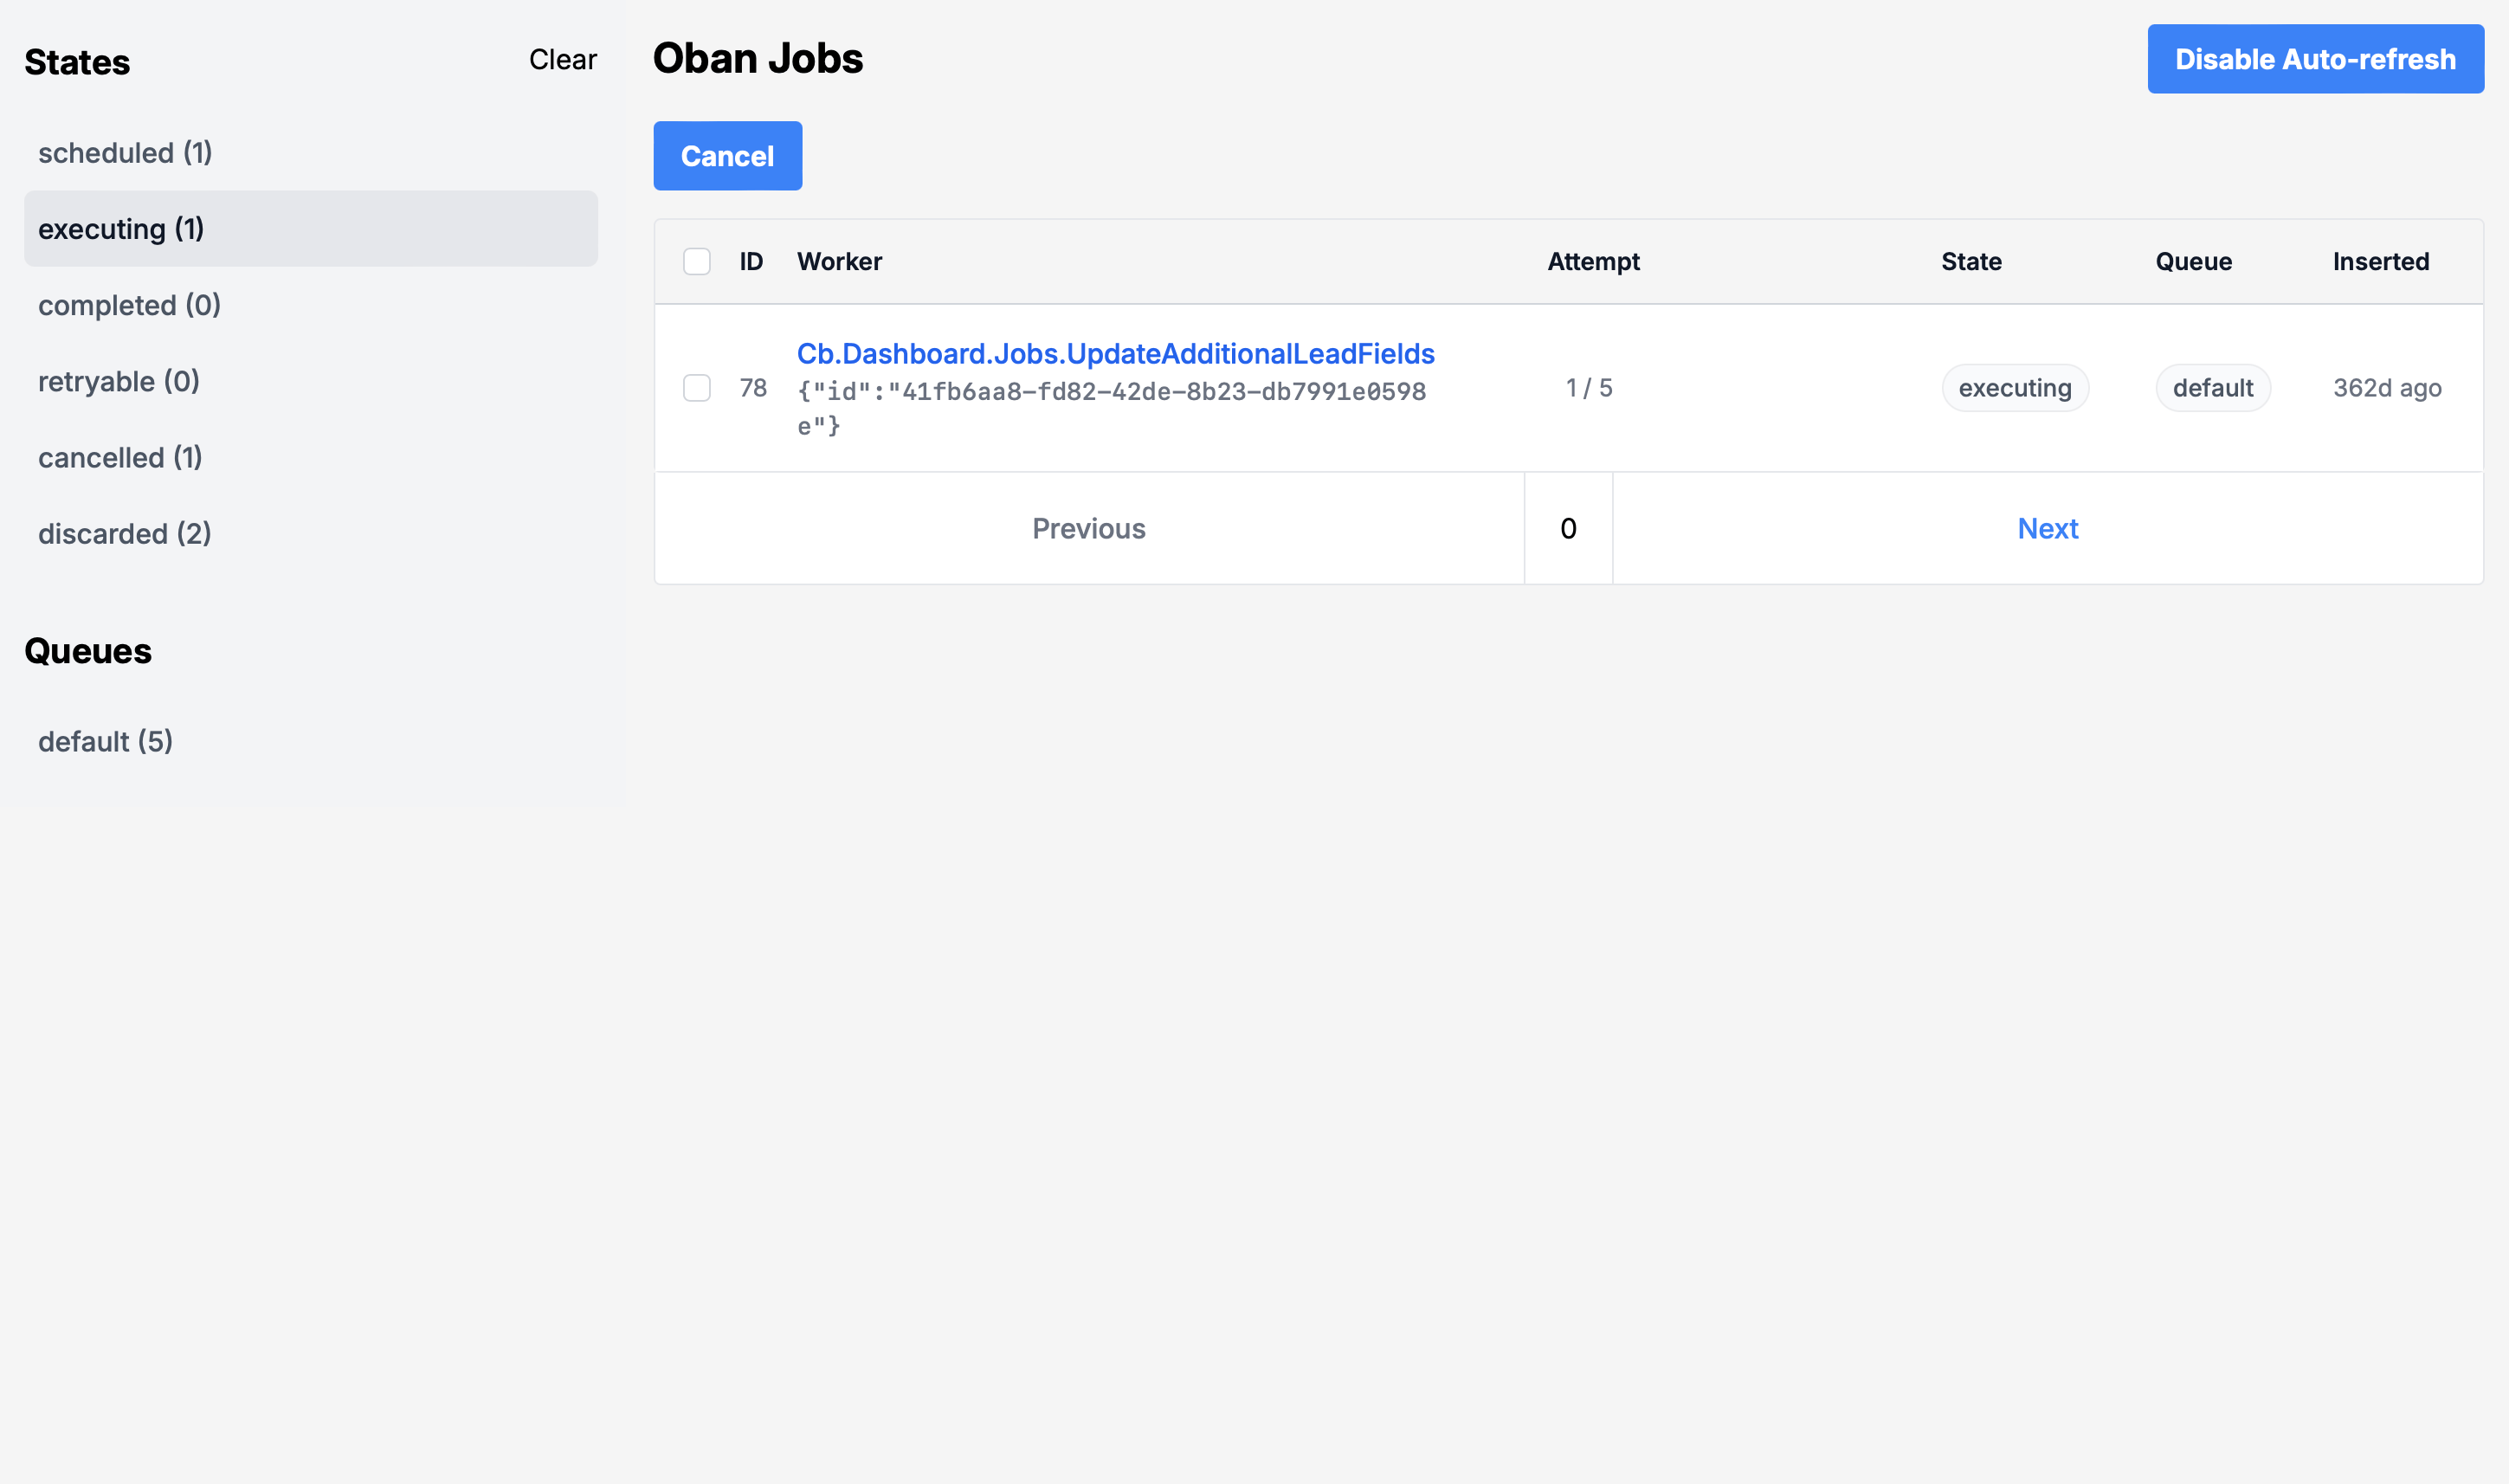 States
Clear
scheduled (1)
executing (1)
completed (0)
retryable (0)
cancelled (1)
discarded (2)
Queues
default (5)
Oban Jobs
Disable Auto-refresh
Cancel
ID Worker Attempt State Queue Inserted
78 Cb.Dashboard.Jobs.UpdateAdditionalLeadFields 1 / 5 executing default 362d ago
{"id":"41fb6aa8-fd82-42de-8b23-db7991e0598
e"}
Previous 0 Next